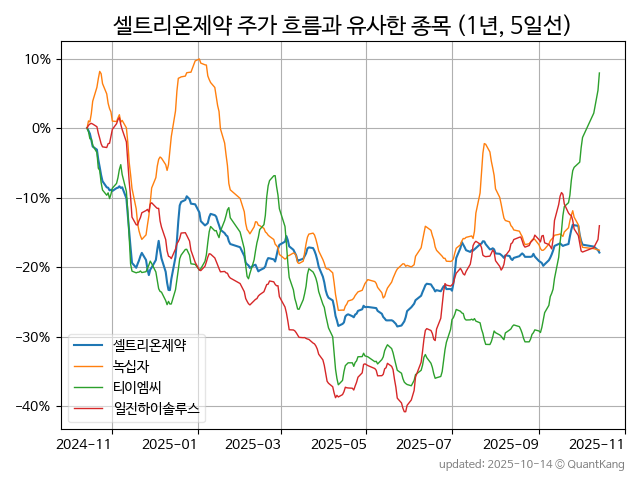 셀트리온제약 주가 흐름과 유사한 종목 (1년, 5일선)
10%
0%
−10%
−20%
−30%
−40%
셀트리온제약
녹십자
티이엠씨
일진하이솔루스
2024-11
2025-01
2025-03
2025-05
2025-07
2025-09
2025-11
updated: 2025-10-14 © QuantKang